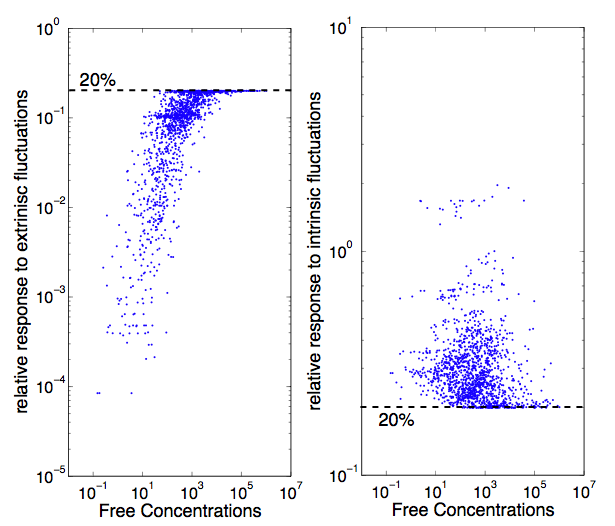 relative response to extrinisc fluctuations
10^0
10^-1
10^-2
10^-3
10^-4
10^-5
20%
10^-1 10^1 10^3 10^5 10^7
Free Concentrations
relative response to intrinsic fluctuations
10^1
10^0
10^-1
20%
10^-1 10^1 10^3 10^5 10^7
Free Concentrations